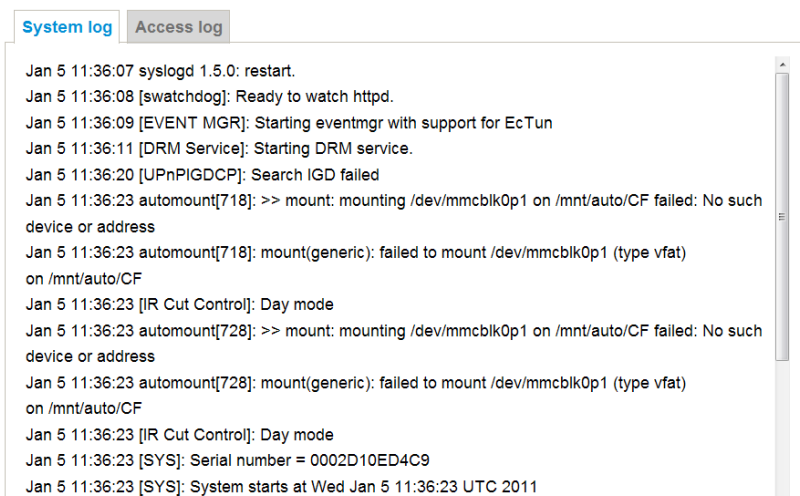 System log Access log
Jan 5 11:36:07 syslogd 1.5.0: restart.
Jan 5 11:36:08 [swatchdog]: Ready to watch httpd.
Jan 5 11:36:09 [EVENT MGR]: Starting eventmgr with support for EcTun
Jan 5 11:36:11 [DRM Service]: Starting DRM service.
Jan 5 11:36:20 [UPnPIGDCP]: Search IGD failed
Jan 5 11:36:23 automount[718]: >> mount: mounting /dev/mmcblk0p1 on /mnt/auto/CF failed: No such
device or address
Jan 5 11:36:23 automount[718]: mount(generic): failed to mount /dev/mmcblk0p1 (type vfat)
on /mnt/auto/CF
Jan 5 11:36:23 [IR Cut Control]: Day mode
Jan 5 11:36:23 automount[728]: >> mount: mounting /dev/mmcblk0p1 on /mnt/auto/CF failed: No such
device or address
Jan 5 11:36:23 automount[728]: mount(generic): failed to mount /dev/mmcblk0p1 (type vfat)
on /mnt/auto/CF
Jan 5 11:36:23 [IR Cut Control]: Day mode
Jan 5 11:36:23 [SYS]: Serial number = 0002D10ED4C9
Jan 5 11:36:23 [SYS]: System starts at Wed Jan 5 11:36:23 UTC 2011